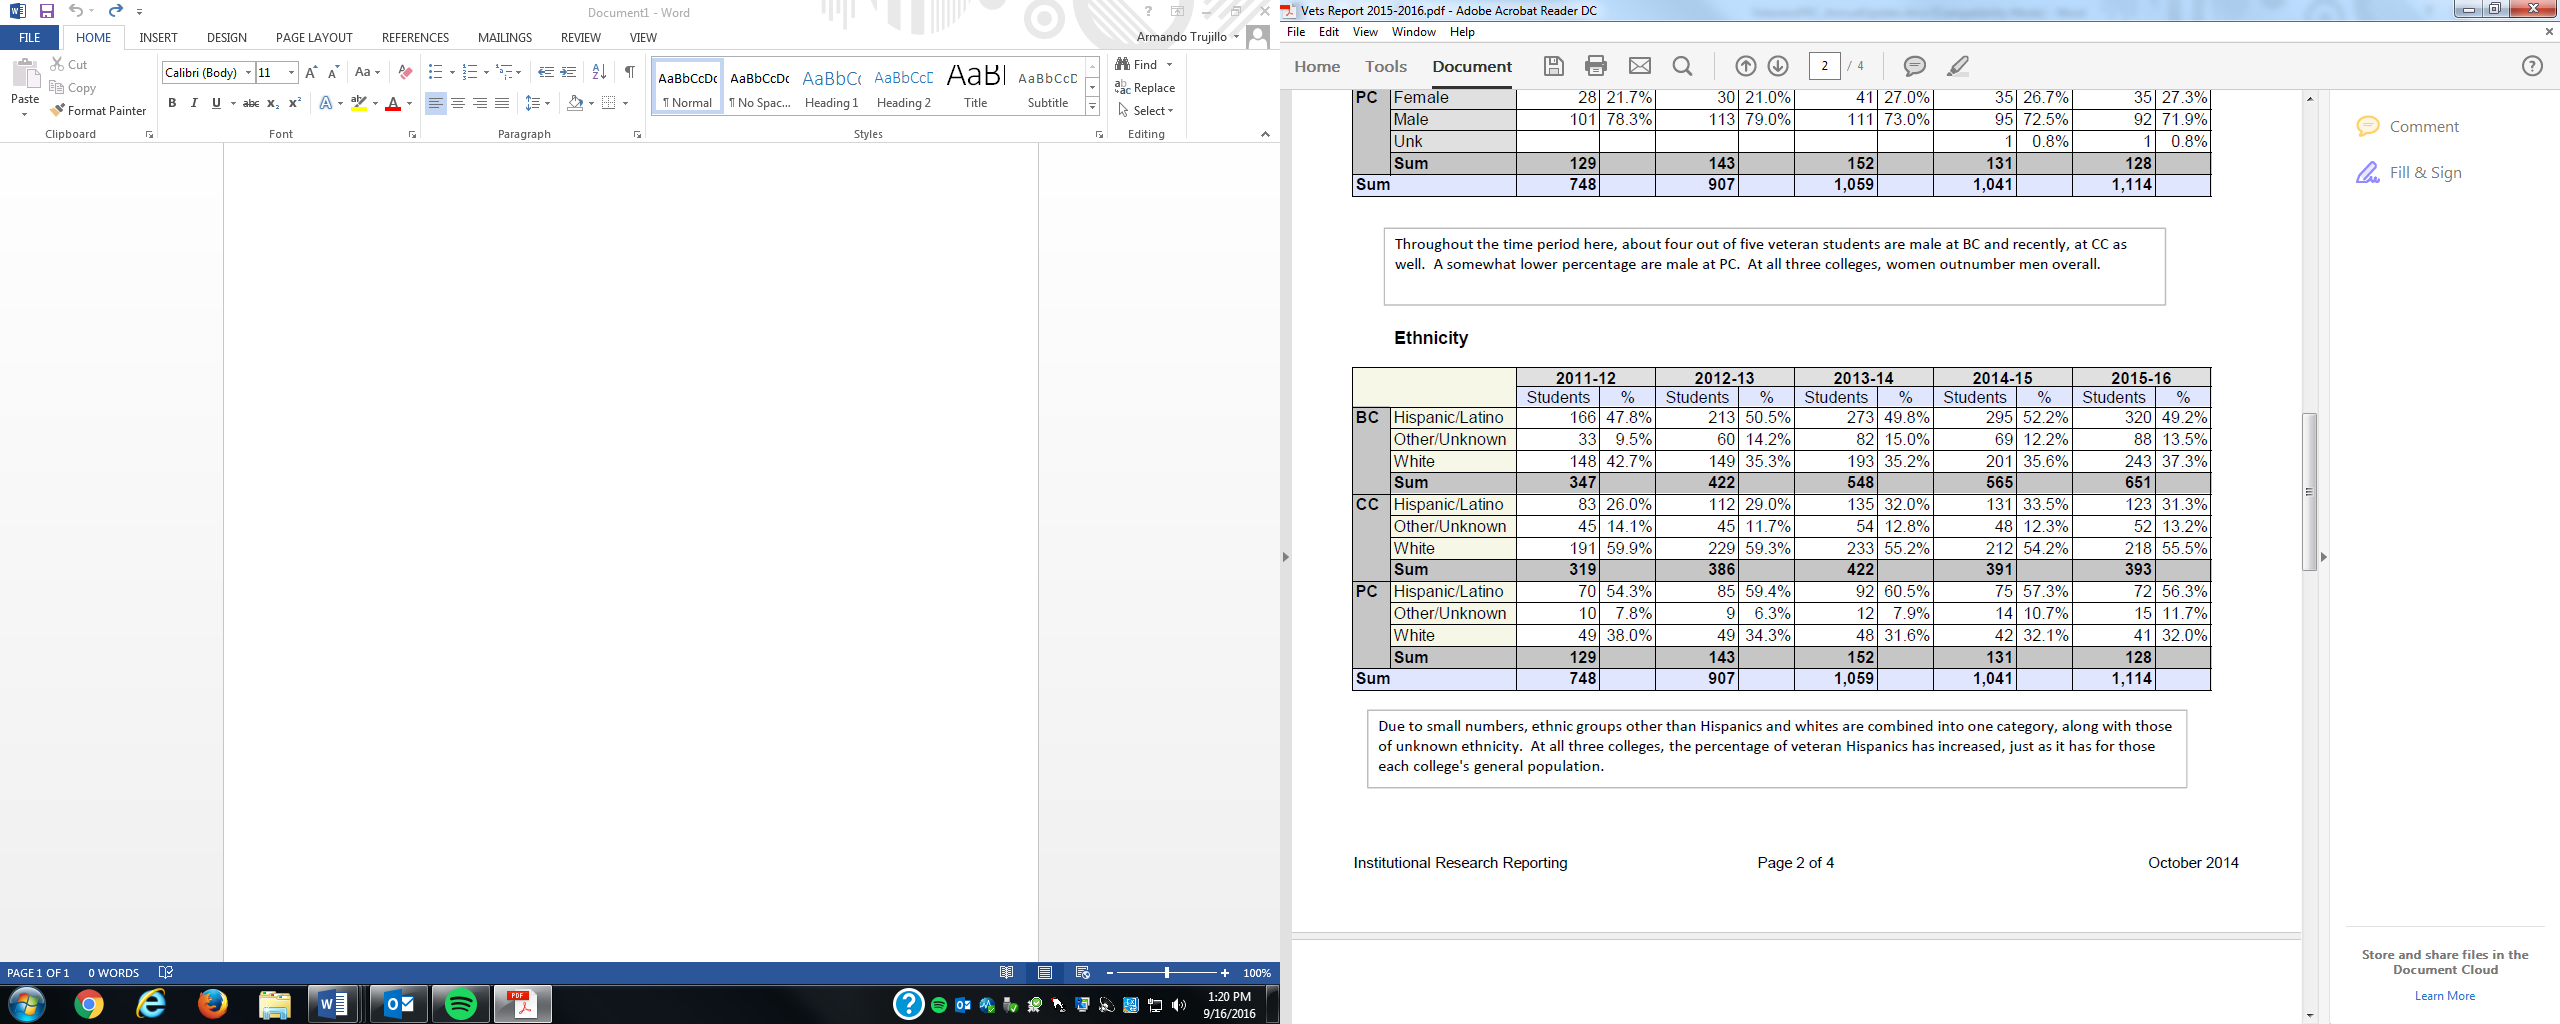 Document1 - Word
FILE HOME INSERT DESIGN PAGE LAYOUT REFERENCES MAILINGS REVIEW VIEW Armando Trujillo
Paste
Cut
Copy
Format Painter
Clipboard
Calibri (Body) 11
Font
Paragraph
AaBbCcDc AaBbCcDc AaBbCc AaBbCcD AaBl AaBbCcD
¶ Normal ¶ No Spac... Heading 1 Heading 2 Title Subtitle
Styles
Find
Replace
Select
Editing
PAGE 1 OF 1 0 WORDS 100%
1:20 PM
9/16/2016
Vets Report 2015-2016.pdf - Adobe Acrobat Reader DC
File Edit View Window Help
Home Tools Document 2 / 4
PC Female 28 21.7% 30 21.0% 41 27.0% 35 26.7% 35 27.3%
Male 101 78.3% 113 79.0% 111 73.0% 95 72.5% 92 71.9%
Unk 1 0.8% 1 0.8%
Sum 129 143 152 131 128
Sum 748 907 1,059 1,041 1,114
Throughout the time period here, about four out of five veteran students are male at BC and recently, at CC as
well. A somewhat lower percentage are male at PC. At all three colleges, women outnumber men overall.
Ethnicity
2011-12 2012-13 2013-14 2014-15 2015-16
Students % Students % Students % Students % Students %
BC Hispanic/Latino 166 47.8% 213 50.5% 273 49.8% 295 52.2% 320 49.2%
Other/Unknown 33 9.5% 60 14.2% 82 15.0% 69 12.2% 88 13.5%
White 148 42.7% 149 35.3% 193 35.2% 201 35.6% 243 37.3%
Sum 347 422 548 565 651
CC Hispanic/Latino 83 26.0% 112 29.0% 135 32.0% 131 33.5% 123 31.3%
Other/Unknown 45 14.1% 45 11.7% 54 12.8% 48 12.3% 52 13.2%
White 191 59.9% 229 59.3% 233 55.2% 212 54.2% 218 55.5%
Sum 319 386 422 391 393
PC Hispanic/Latino 70 54.3% 85 59.4% 92 60.5% 75 57.3% 72 56.3%
Other/Unknown 10 7.8% 9 6.3% 12 7.9% 14 10.7% 15 11.7%
White 49 38.0% 49 34.3% 48 31.6% 42 32.1% 41 32.0%
Sum 129 143 152 131 128
Sum 748 907 1,059 1,041 1,114
Due to small numbers, ethnic groups other than Hispanics and whites are combined into one category, along with those
of unknown ethnicity. At all three colleges, the percentage of veteran Hispanics has increased, just as it has for those
each college's general population.
Institutional Research Reporting Page 2 of 4 October 2014
Comment
Fill & Sign
Store and share files in the
Document Cloud
Learn More